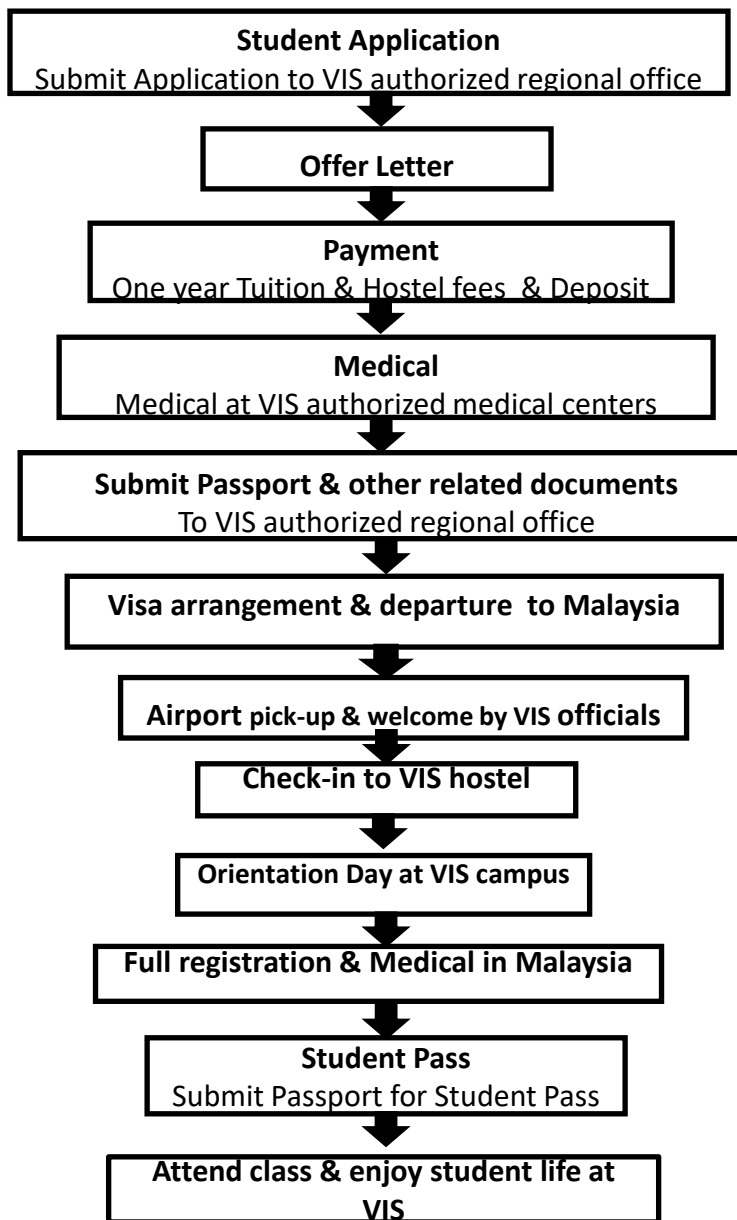 Student Application
Submit Application to VIS authorized regional office
Offer Letter
Payment
One year Tuition & Hostel fees & Deposit
Medical
Medical at VIS authorized medical centers
Submit Passport & other related documents
To VIS authorized regional office
Visa arrangement & departure to Malaysia
Airport pick-up & welcome by VIS officials
Check-in to VIS hostel
Orientation Day at VIS campus
Full registration & Medical in Malaysia
Student Pass
Submit Passport for Student Pass
Attend class & enjoy student life at
VIS